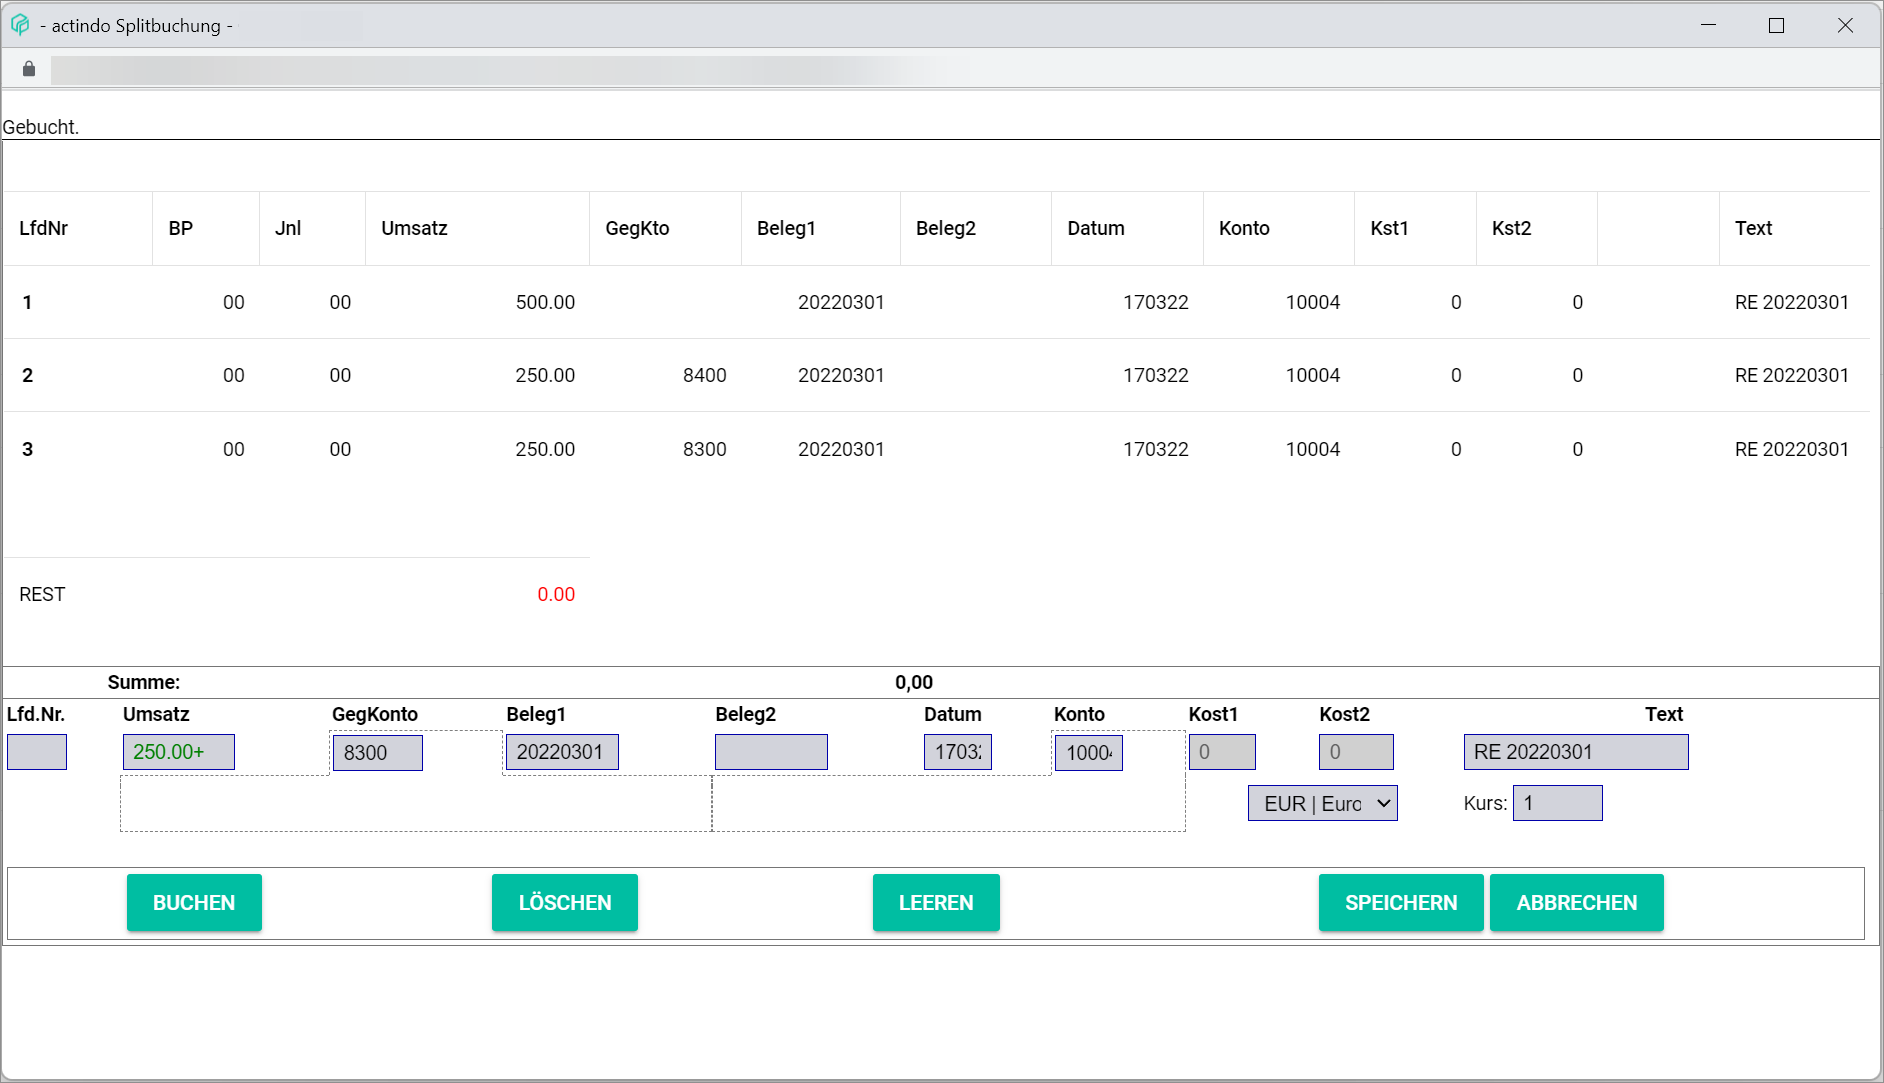 - actindo Splitbuchung -
Gebucht.
LfdNr BP Jnl Umsatz GegKto Beleg1 Beleg2 Datum Konto Kst1 Kst2 Text
1 00 00 500.00 20220301 170322 10004 0 0 RE 20220301
2 00 00 250.00 8400 20220301 170322 10004 0 0 RE 20220301
3 00 00 250.00 8300 20220301 170322 10004 0 0 RE 20220301
REST 0.00
Summe: 0,00
Lfd.Nr. Umsatz GegKonto Beleg1 Beleg2 Datum Konto Kost1 Kost2 Text
250.00+ 8300 20220301 1703 1000 0 0 RE 20220301
EUR | Euro Kurs: 1
BUCHEN LÖSCHEN LEEREN SPEICHERN ABBRECHEN